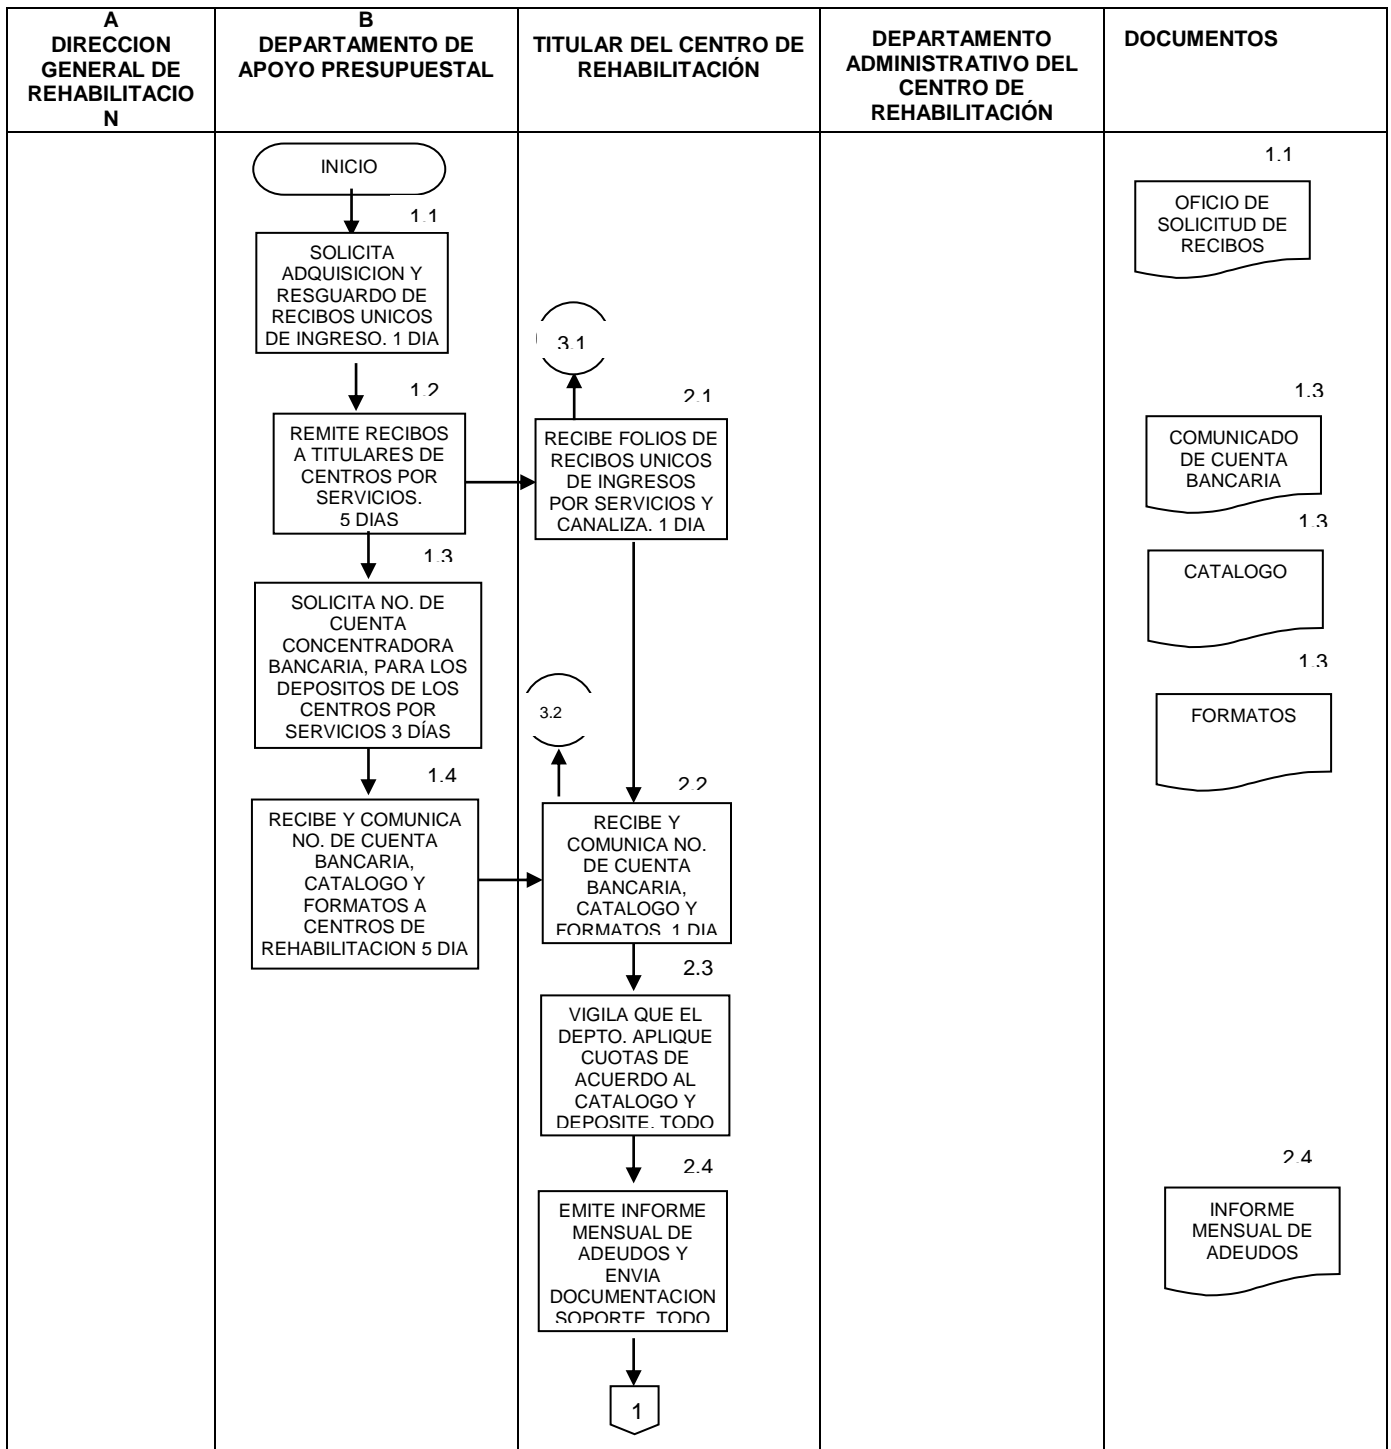 A
DIRECCION
GENERAL DE
REHABILITACIO
N
B
DEPARTAMENTO DE
APOYO PRESUPUESTAL
TITULAR DEL CENTRO DE
REHABILITACIÓN
DEPARTAMENTO
ADMINISTRATIVO DEL
CENTRO DE
REHABILITACIÓN
DOCUMENTOS
INICIO
1.1
SOLICITA
ADQUISICION Y
RESGUARDO DE
RECIBOS UNICOS
DE INGRESO. 1 DIA
1.2
REMITE RECIBOS
A TITULARES DE
CENTROS POR
SERVICIOS.
5 DIAS
1.3
SOLICITA NO. DE
CUENTA
CONCENTRADORA
BANCARIA, PARA LOS
DEPOSITOS DE LOS
CENTROS POR
SERVICIOS 3 DÍAS
1.4
RECIBE Y COMUNICA
NO. DE CUENTA
BANCARIA,
CATALOGO Y
FORMATOS A
CENTROS DE
REHABILITACION 5 DIA
3.1
2.1
RECIBE FOLIOS DE
RECIBOS UNICOS
DE INGRESOS
POR SERVICIOS Y
CANALIZA. 1 DIA
3.2
2.2
RECIBE Y
COMUNICA NO.
DE CUENTA
BANCARIA,
CATALOGO Y
FORMATOS. 1 DIA
2.3
VIGILA QUE EL
DEPTO. APLIQUE
CUOTAS DE
ACUERDO AL
CATALOGO Y
DEPOSITE. TODO
2.4
EMITE INFORME
MENSUAL DE
ADEUDOS Y
ENVIA
DOCUMENTACION
SOPORTE. TODO
1
1.1
OFICIO DE
SOLICITUD DE
RECIBOS
1.3
COMUNICADO
DE CUENTA
BANCARIA
1.3
CATALOGO
1.3
FORMATOS
2.4
INFORME
MENSUAL DE
ADEUDOS